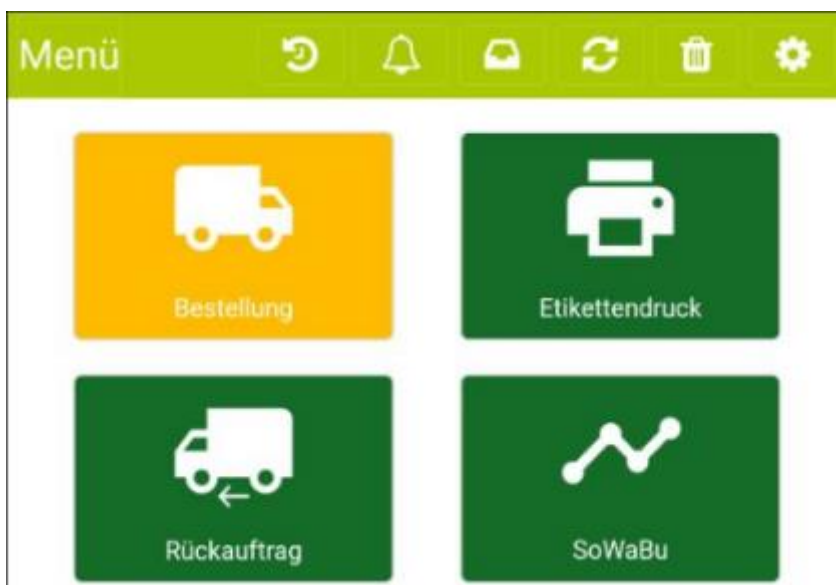 Menü
Bestellung
Etikettendruck
Rückauftrag
SoWaBu